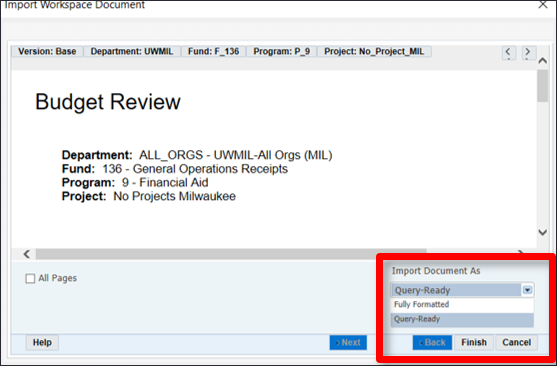 Import Workspace Document
Version: Base Department: UWMIL Fund: F_136 Program: P_9 Project: No_Project_MIL
Budget Review
Department: ALL_ORGS - UWMIL-All Orgs (MIL)
Fund: 136 - General Operations Receipts
Program: 9 - Financial Aid
Project: No Projects Milwaukee
All Pages
Import Document As
Query-Ready
Fully Formatted
Query-Ready
Help Next Back Finish Cancel